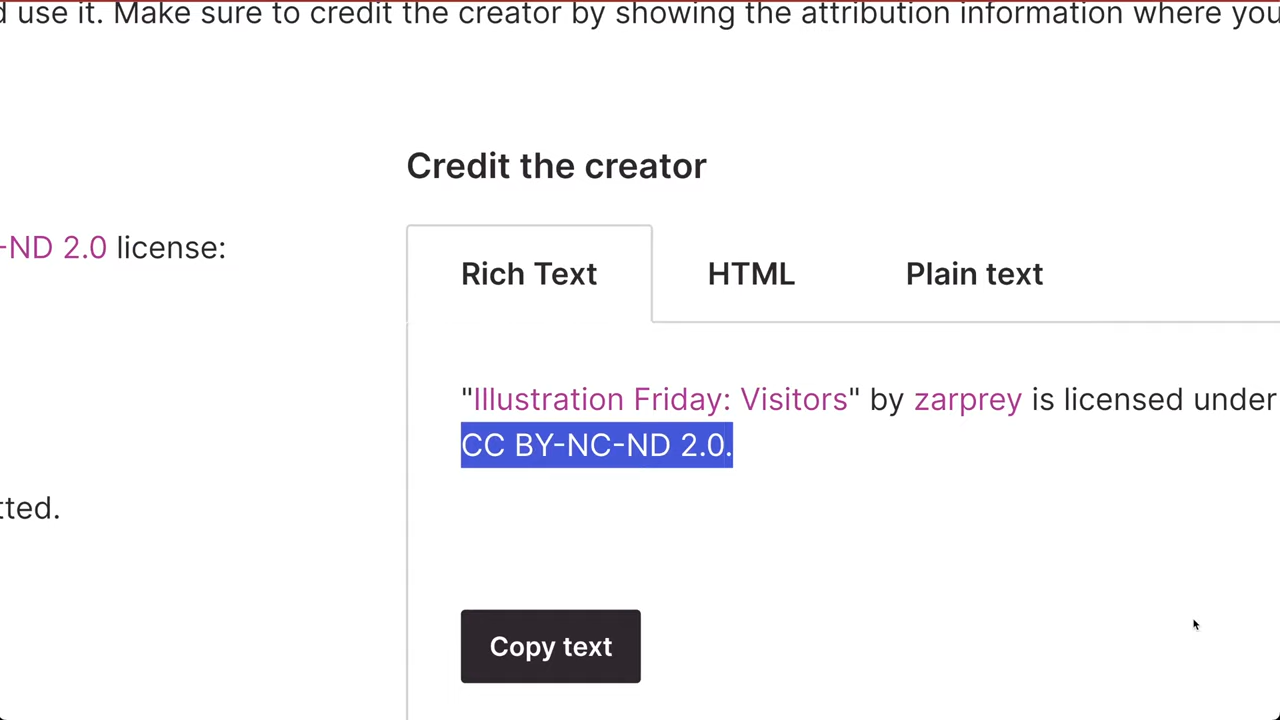 d use it. Make sure to credit the creator by showing the attribution information where you
Credit the creator
-ND 2.0 license:
Rich Text HTML Plain text
"Illustration Friday: Visitors" by zarprey is licensed under
CC BY-NC-ND 2.0.
tted.
Copy text